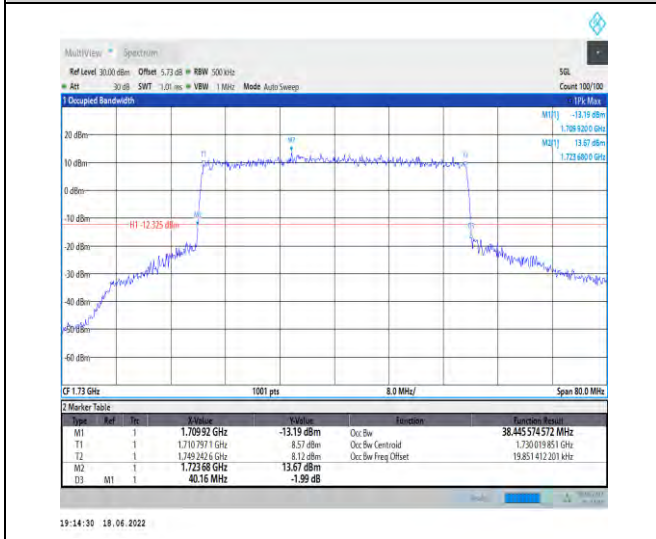 MultiView Spectrum
Ref Level 30.00 dBm Offset 5.73 dB RBW 500 kHz SGL
Att 30 dB SWT 1.01 ms VBW 1 MHz Mode Auto Sweep Count 100/100
1 Occupied Bandwidth 1Pk Max
M1[1] -13.19 dBm
1.709 920 0 GHz
M2[1] 13.67 dBm
1.723 680 0 GHz
20 dBm
M2
T1
10 dBm
0 dBm
-10 dBm
H1 -12.325 dBm
-20 dBm
-30 dBm
-40 dBm
-50 dBm
-60 dBm
CF 1.73 GHz 1001 pts 8.0 MHz/ Span 80.0 MHz
2 Marker Table
Type Ref Trc X-Value Y-Value Function Function Result
M1 1 1.709 92 GHz -13.19 dBm Occ Bw 38.445 574 572 MHz
T1 1 1.710 797 1 GHz 8.57 dBm Occ Bw Centroid 1.730 019 851 GHz
T2 1 1.749 242 6 GHz 8.12 dBm Occ Bw Freq Offset 19.851 412 201 kHz
M2 1 1.723 68 GHz 13.67 dBm
D3 M1 1 40.16 MHz -1.99 dB
19:14:30 18.06.2022